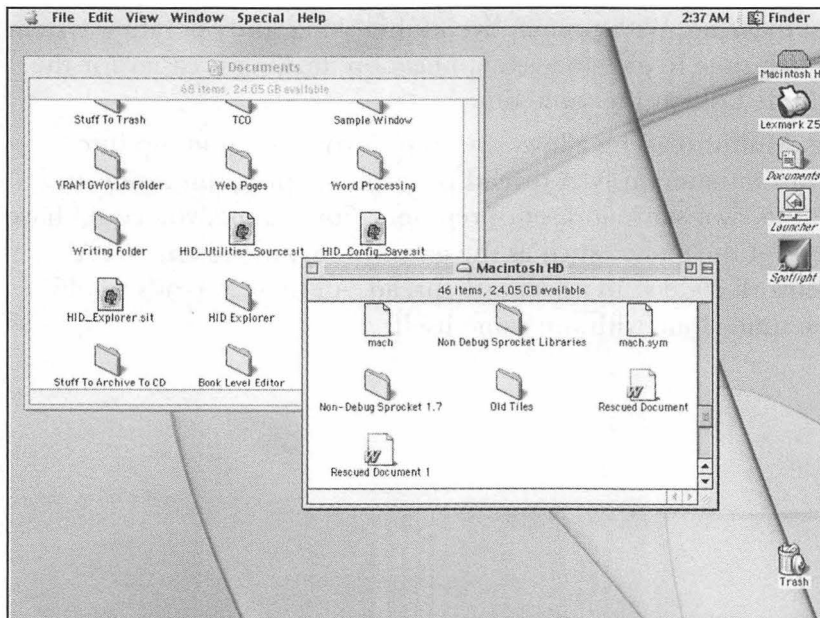 File Edit View Window Special Help 2:37 AM Finder
Documents
68 items, 24.05 GB available
Stuff To Trash TCO Sample Window
VRAM GWorlds Folder Web Pages Word Processing
Writing Folder HID_Utilities_Source.sit HID_Config_Save.sit
HID_Explorer.sit HID Explorer
Stuff To Archive To CD Book Level Editor
Macintosh HD
46 items, 24.05 GB available
mach Non Debug Sprocket Libraries mach.sym
Non-Debug Sprocket 1.7 Old Tiles Rescued Document
Rescued Document 1
Macintosh H
Lexmark Z5
Documents
Launcher
Spotlight
Trash